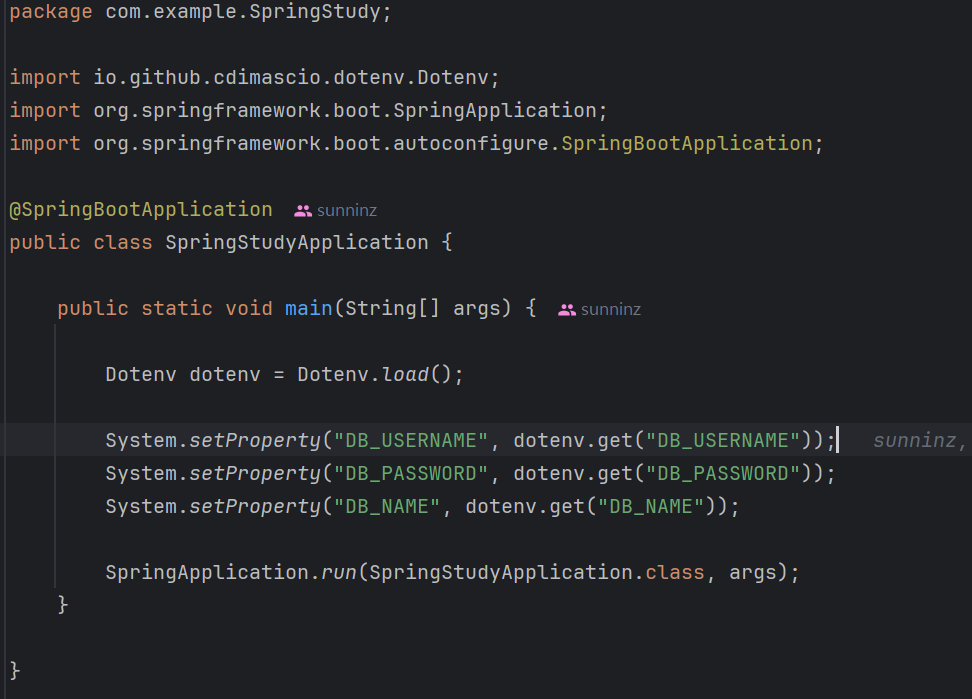 package com.example.SpringStudy;
import io.github.cdimascio.dotenv.Dotenv;
import org.springframework.boot.SpringApplication;
import org.springframework.boot.autoconfigure.SpringBootApplication;
@SpringBootApplication sunninz
public class SpringStudyApplication {
public static void main(String[] args) { sunninz
Dotenv dotenv = Dotenv.load();
System.setProperty("DB_USERNAME", dotenv.get("DB_USERNAME")); sunninz,
System.setProperty("DB_PASSWORD", dotenv.get("DB_PASSWORD"));
System.setProperty("DB_NAME", dotenv.get("DB_NAME"));
SpringApplication.run(SpringStudyApplication.class, args);
}
}